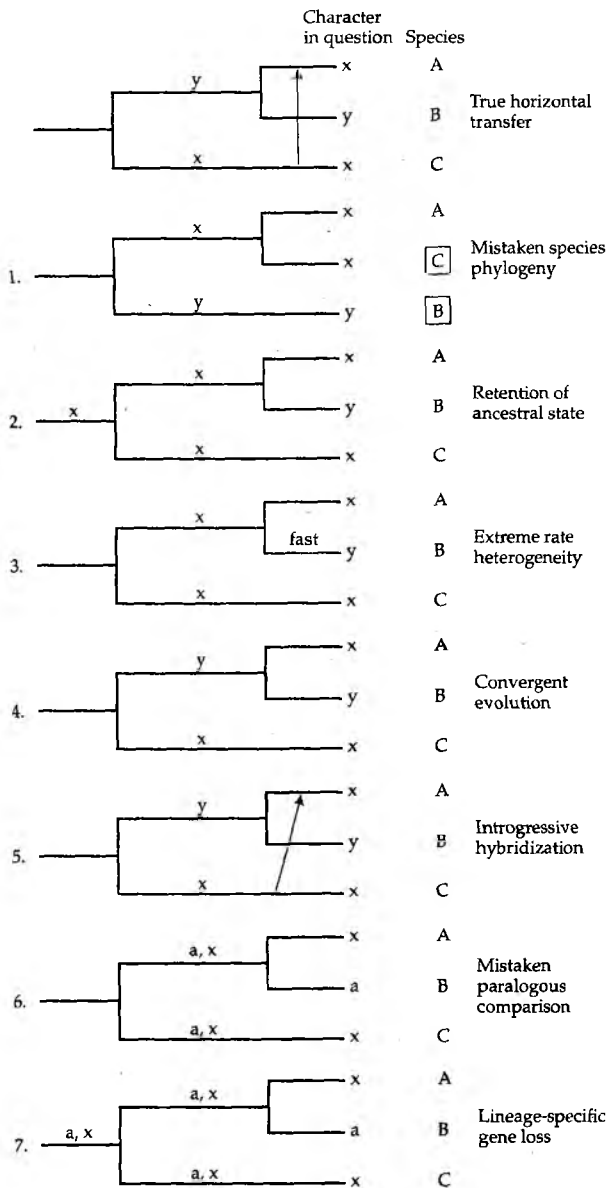 Character
in question Species
x A
y
True horizontal
transfer
y B
x
x C
x A
x
1.
x C
Mistaken species
phylogeny
y
y B
x A
x
2. x
y B
Retention of
ancestral state
x
x C
x A
x
3.
fast
y B
Extreme rate
heterogeneity
x
x C
x A
y
4.
y B
Convergent
evolution
x
x C
x A
y
5.
y B
Introgressive
hybridization
x
x C
x A
a, x
6.
a B
Mistaken
paralogous
comparison
a, x
x C
x A
a, x
7. a, x
a B
Lineage-specific
gene loss
a, x
x C